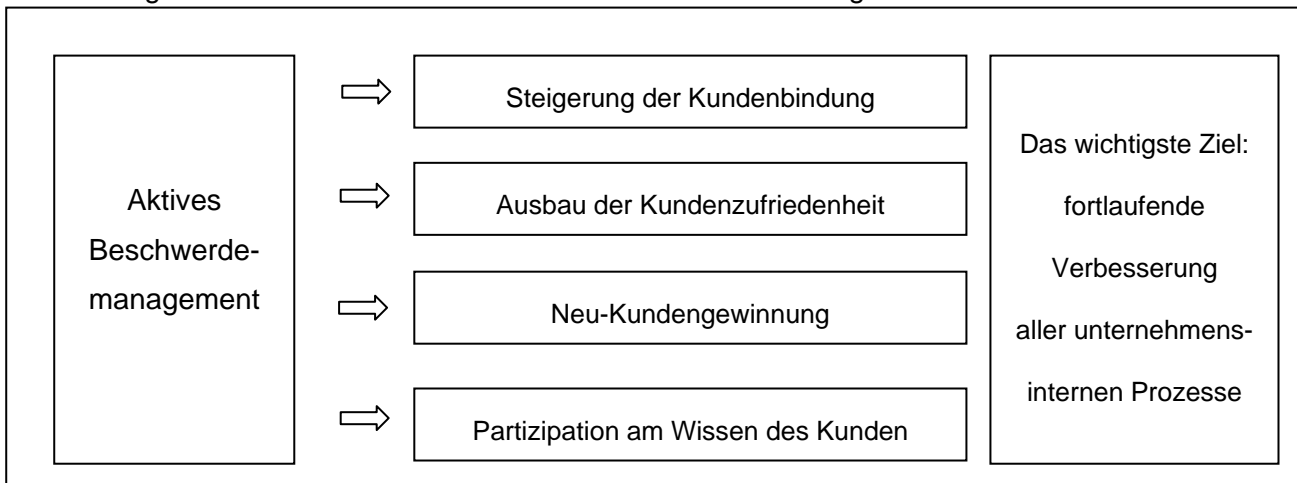 Aktives
Beschwerde-
management
Steigerung der Kundenbindung
Ausbau der Kundenzufriedenheit
Neu-Kundengewinnung
Partizipation am Wissen des Kunden
Das wichtigste Ziel:
fortlaufende
Verbesserung
aller unternehmens-
internen Prozesse